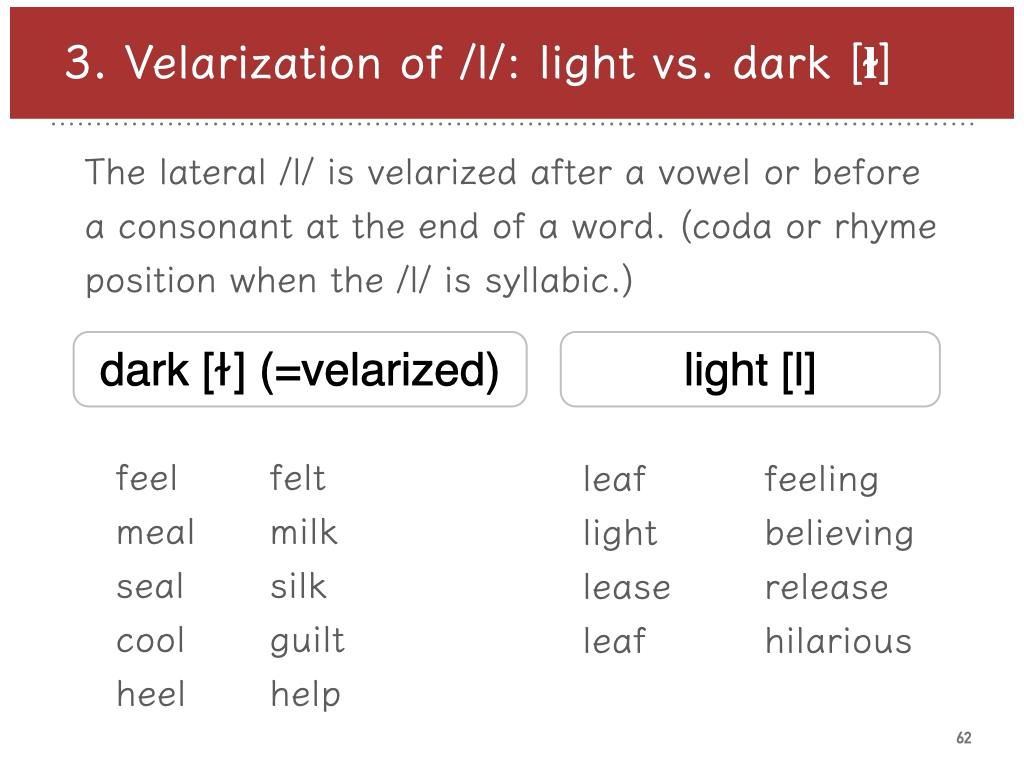 3. Velarization of /l/: light vs. dark [ɫ]
The lateral /l/ is velarized after a vowel or before
a consonant at the end of a word. (coda or rhyme
position when the /l/ is syllabic.)
dark [ɫ] (=velarized)
light [l]
feel felt
meal milk
seal silk
cool guilt
heel help
leaf feeling
light believing
lease release
leaf hilarious
62